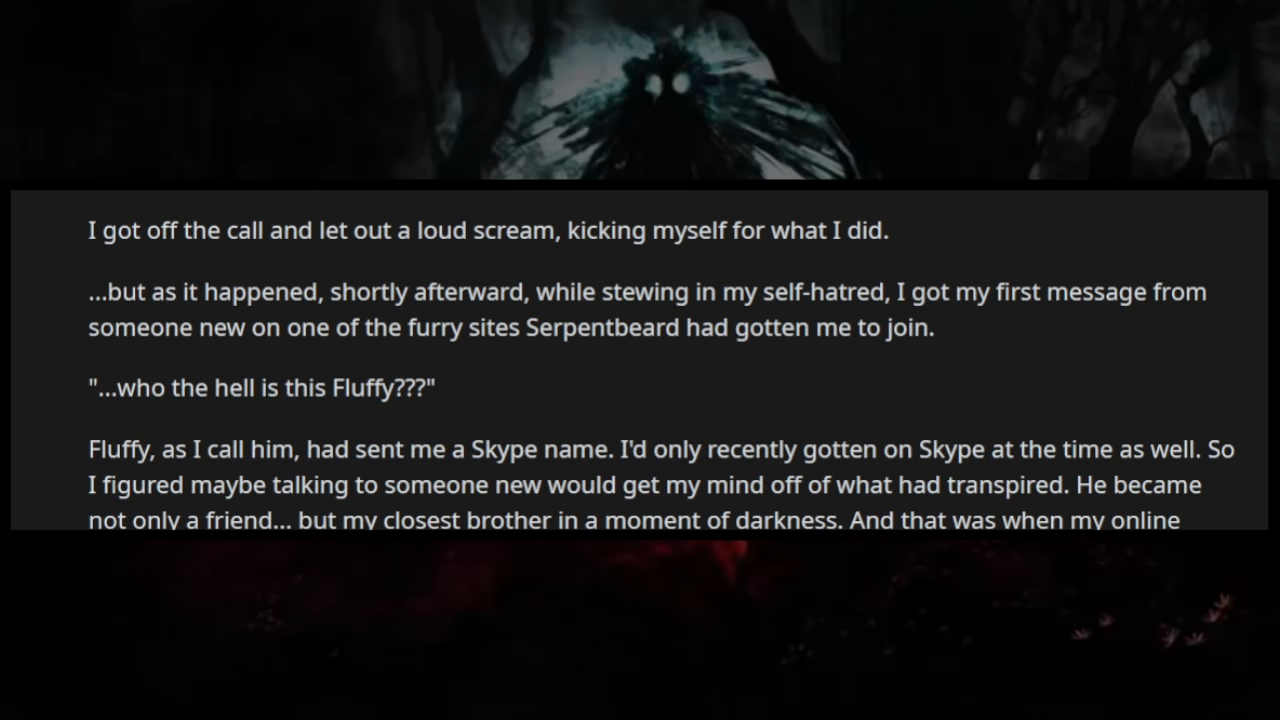 I got off the call and let out a loud scream, kicking myself for what I did.
...but as it happened, shortly afterward, while stewing in my self-hatred, I got my first message from
someone new on one of the furry sites Serpentbeard had gotten me to join.
"...who the hell is this Fluffy???"
Fluffy, as I call him, had sent me a Skype name. I'd only recently gotten on Skype at the time as well. So
I figured maybe talking to someone new would get my mind off of what had transpired. He became
not only a friend... but my closest brother in a moment of darkness. And that was when my online